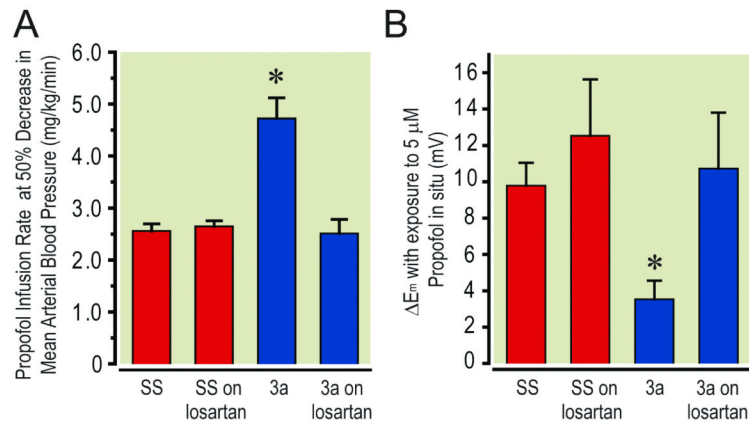 A
Propofol Infusion Rate at 50% Decrease in
Mean Arterial Blood Pressure (mg/kg/min)
6.0
5.0
4.0
3.0
2.0
1.0
0
*
SS
SS on
losartan
3a
3a on
losartan
B
ΔEm with exposure to 5 μM
Propofol in situ (mV)
16
14
12
10
8
6
4
2
0
*
SS
SS on
losartan
3a
3a on
losartan